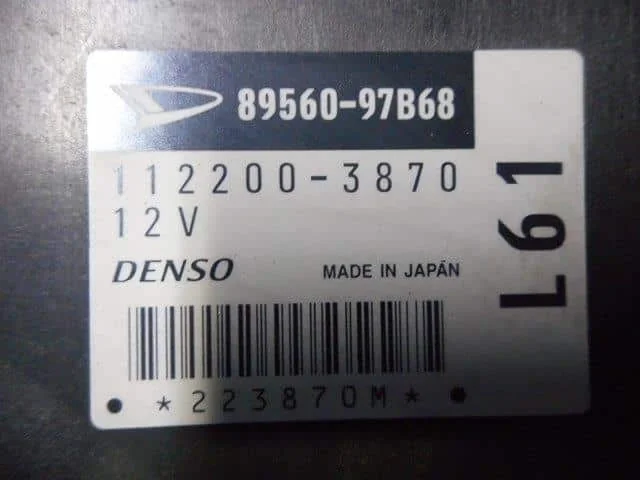 89560-97B68
112200-3870
12V
DENSO MADE IN JAPAN
*223870M*
L61